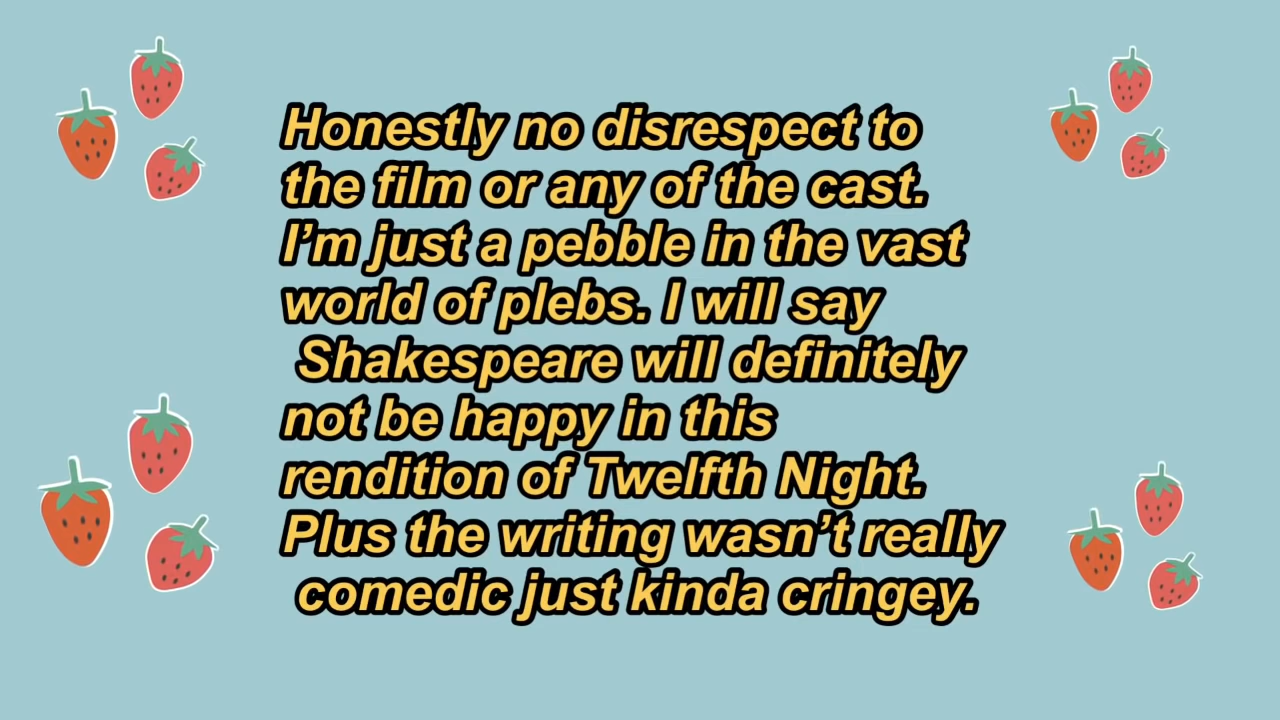 Honestly no disrespect to
the film or any of the cast.
I’m just a pebble in the vast
world of plebs. I will say
Shakespeare will definitely
not be happy in this
rendition of Twelfth Night.
Plus the writing wasn’t really
comedic just kinda cringey.